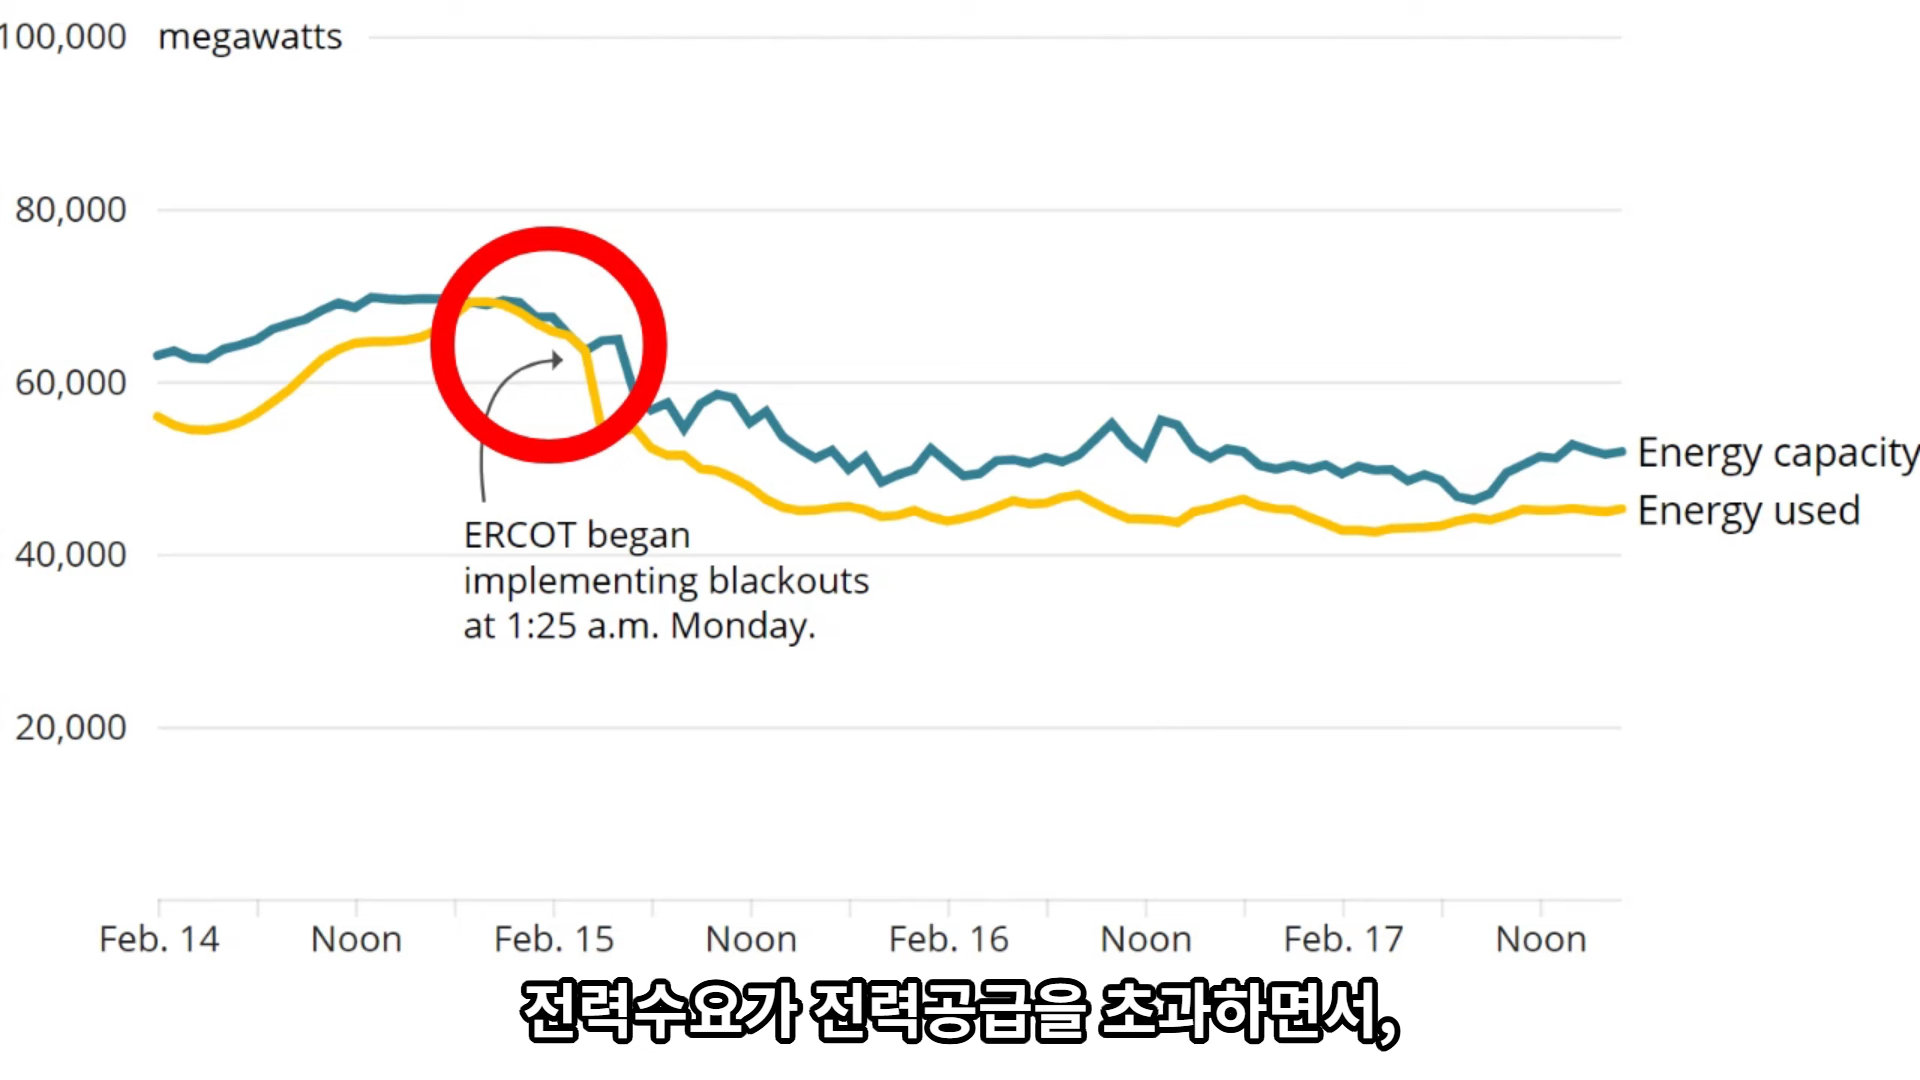 100,000 megawatts
80,000
60,000
40,000
20,000
Energy capacity
Energy used
ERCOT began
implementing blackouts
at 1:25 a.m. Monday.
Feb. 14 Noon Feb. 15 Noon Feb. 16 Noon Feb. 17 Noon
전력수요가 전력공급을 초과하면서,